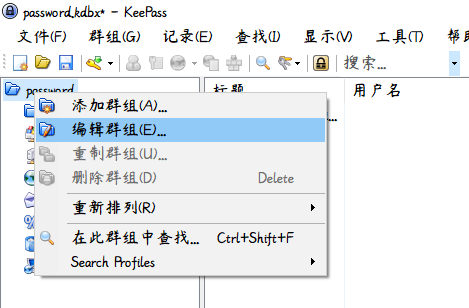 password.kdbx* - KeePass
文件(F) 群组(G) 记录(E) 查找(I) 显示(V) 工具(T)
搜索...
password 标题 用户名
添加群组(A)...
编辑群组(E)...
重制群组(U)...
删除群组(D) Delete
重新排列(R)
在此群组中查找... Ctrl+Shift+F
Search Profiles